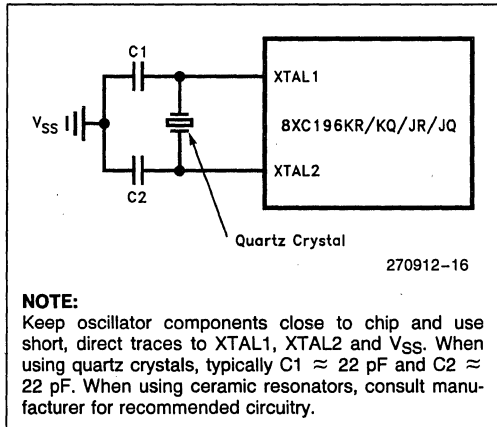 C1
XTAL1
8XC196KR/KQ/JR/JQ
VSS
XTAL2
C2
Quartz Crystal
270912-16
NOTE:
Keep oscillator components close to chip and use
short, direct traces to XTAL1, XTAL2 and VSS. When
using quartz crystals, typically C1 ≈ 22 pF and C2 ≈
22 pF. When using ceramic resonators, consult manu-
facturer for recommended circuitry.